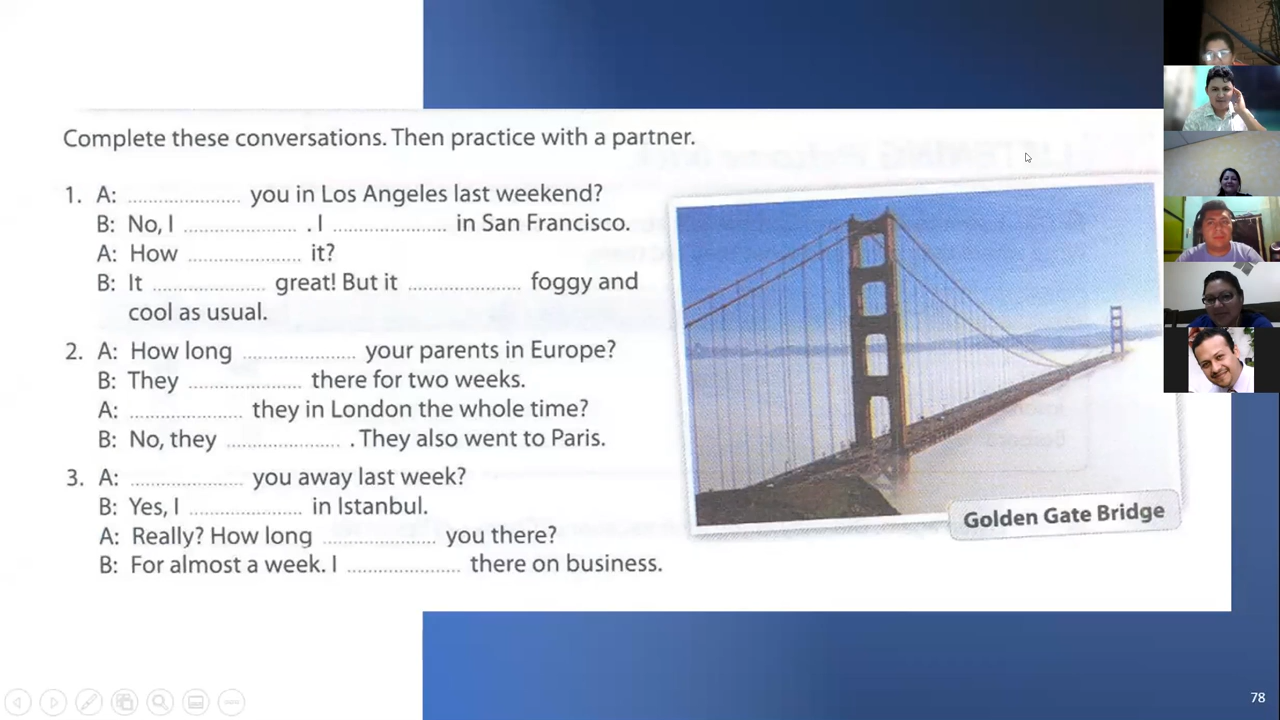 Complete these conversations. Then practice with a partner.
1. A: .................... you in Los Angeles last weekend?
B: No, I .................... . I .................... in San Francisco.
A: How .................... it?
B: It .................... great! But it .................... foggy and
cool as usual.
2. A: How long .................... your parents in Europe?
B: They .................... there for two weeks.
A: .................... they in London the whole time?
B: No, they .................... . They also went to Paris.
3. A: .................... you away last week?
B: Yes, I .................... in Istanbul.
A: Really? How long .................... you there?
B: For almost a week. I .................... there on business.
Golden Gate Bridge
78